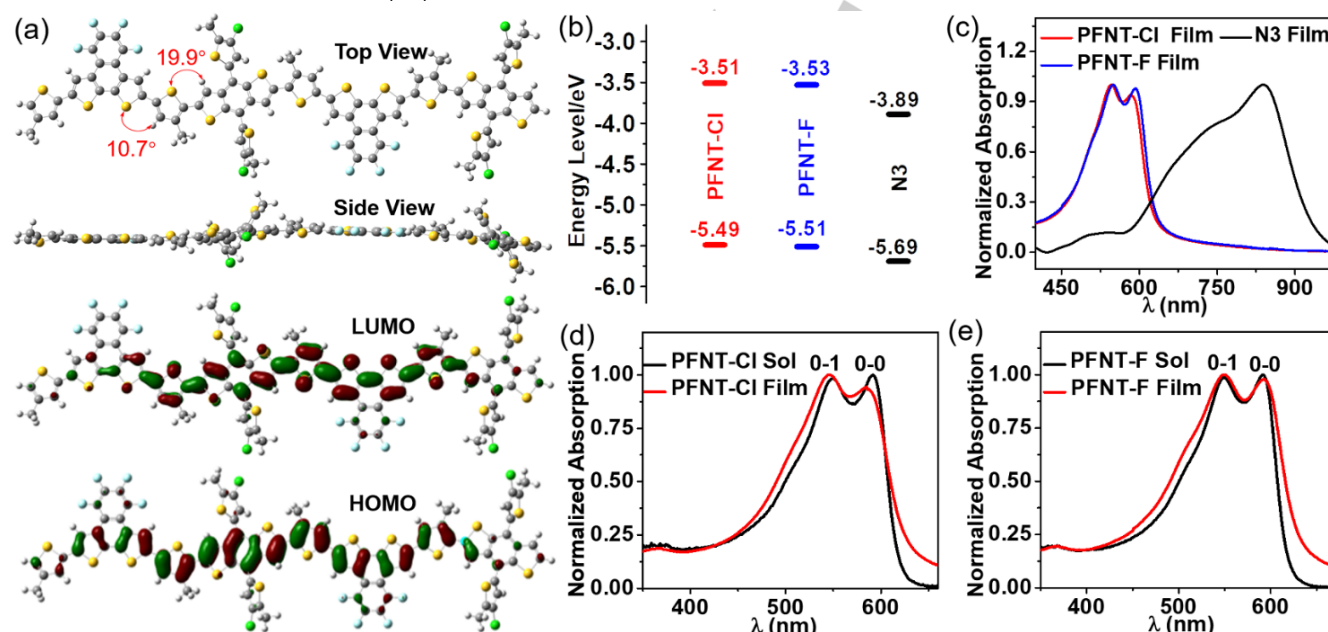 (a)
Top View
19.9°
10.7°
Side View
LUMO
HOMO
(b)
Energy Level/eV
-3.0
-3.5
-4.0
-4.5
-5.0
-5.5
-6.0
-3.51
PFNT-Cl
-5.49
-3.53
PFNT-F
-5.51
-3.89
N3
-5.69
(c)
PFNT-Cl Film
N3 Film
PFNT-F Film
Normalized Absorption
1.2
0.9
0.6
0.3
0.0
450 600 750 900
λ (nm)
(d)
PFNT-Cl Sol
PFNT-Cl Film
0-1
0-0
Normalized Absorption
1.00
0.75
0.50
0.25
0.00
400 500 600
λ (nm)
(e)
PFNT-F Sol
PFNT-F Film
0-1
0-0
Normalized Absorption
1.00
0.75
0.50
0.25
0.00
400 500 600
λ (nm)